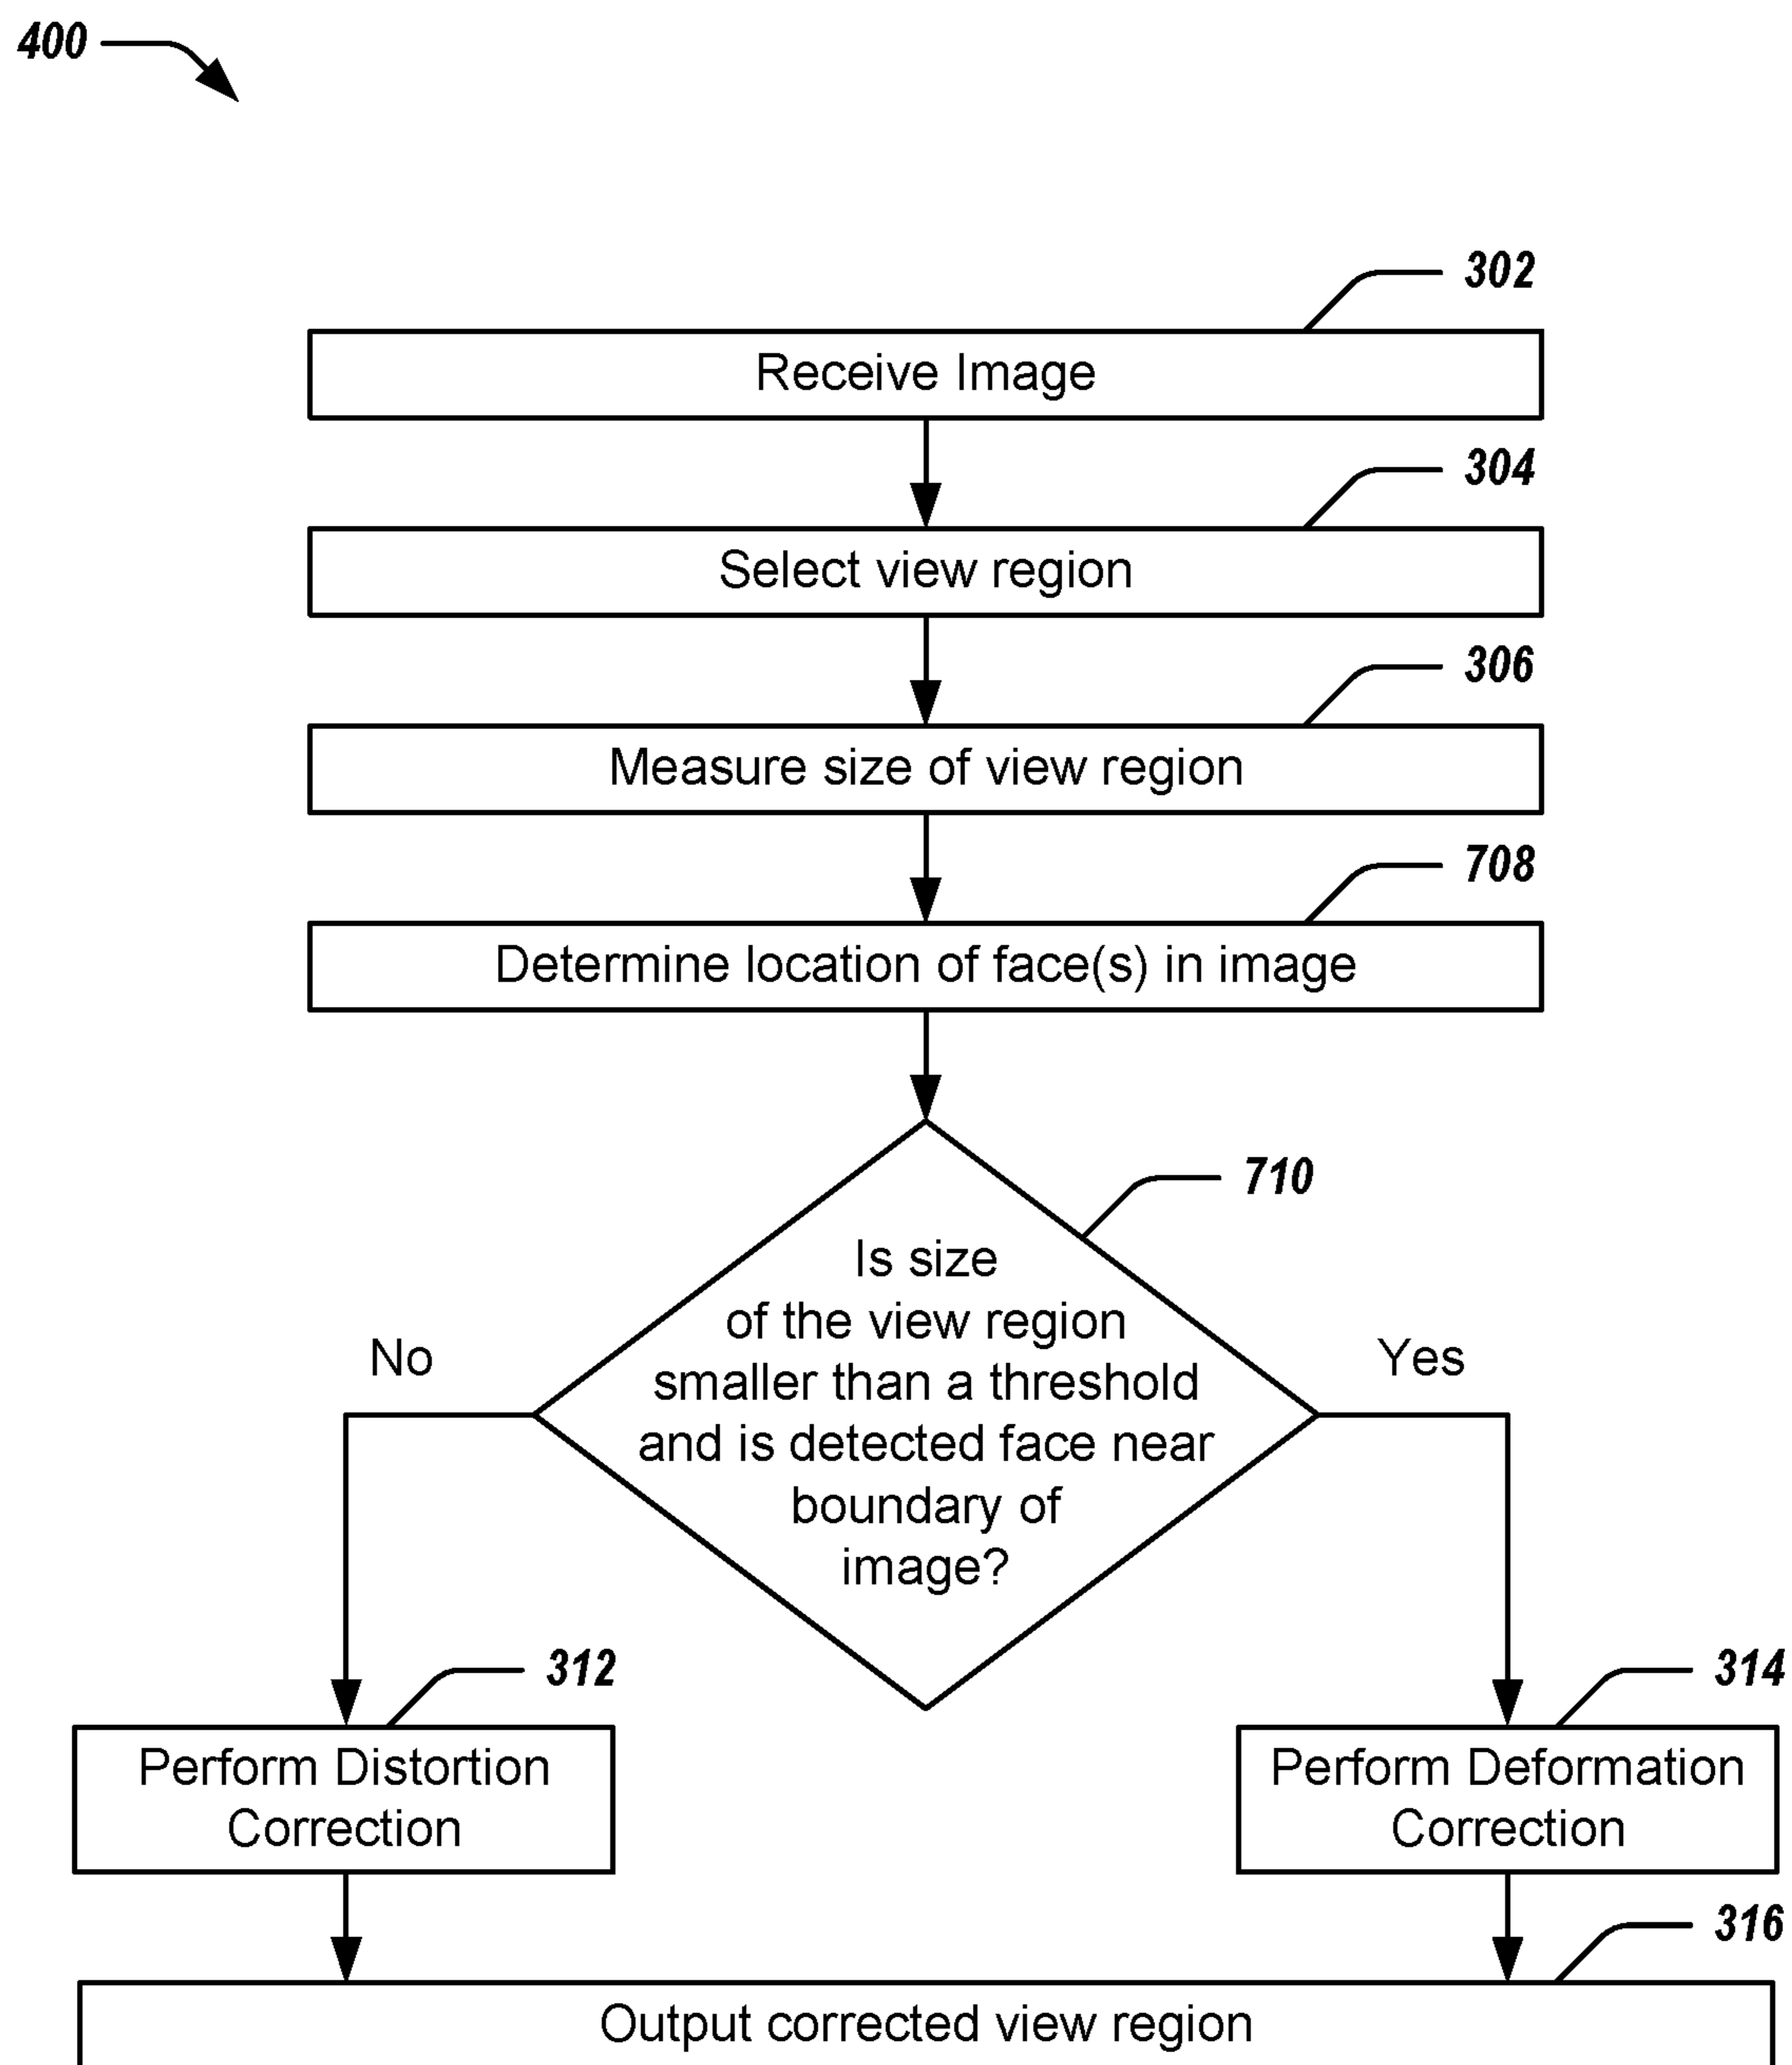 400
302
Receive Image
304
Select view region
306
Measure size of view region
708
Determine location of face(s) in image
710
Is size
of the view region
smaller than a threshold
and is detected face near
boundary of
image?
No
Yes
312
Perform Distortion
Correction
314
Perform Deformation
Correction
316
Output corrected view region